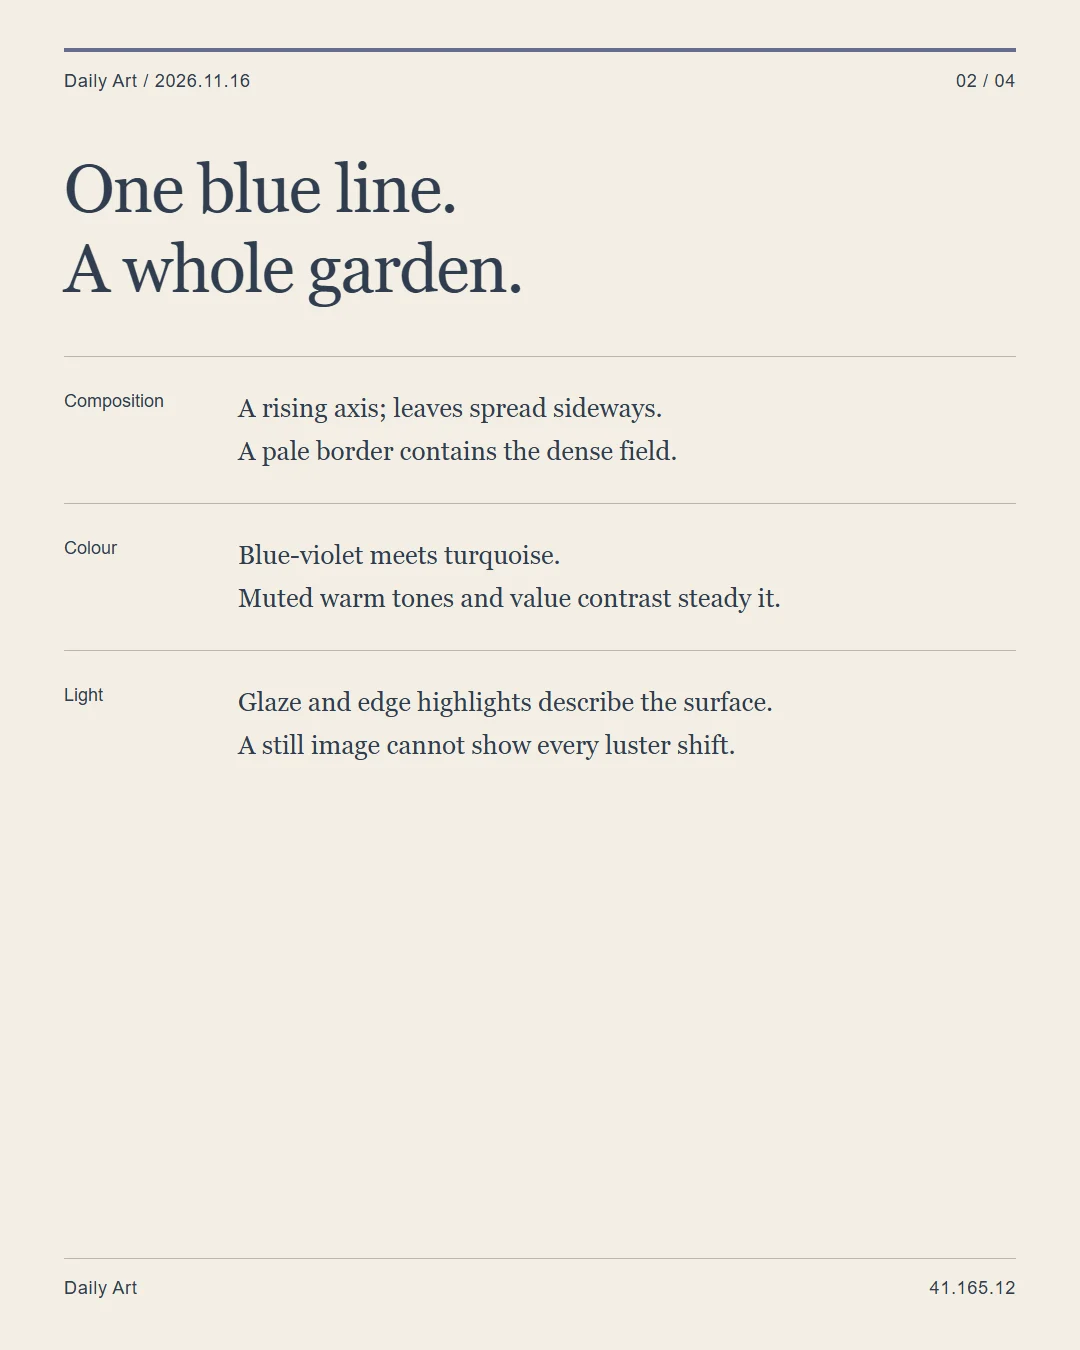 Daily Art / 2026.11.16
02 / 04
One blue line.
A whole garden.
Composition
A rising axis; leaves spread sideways.
A pale border contains the dense field.
Colour
Blue-violet meets turquoise.
Muted warm tones and value contrast steady it.
Light
Glaze and edge highlights describe the surface.
A still image cannot show every luster shift.
Daily Art
41.165.12